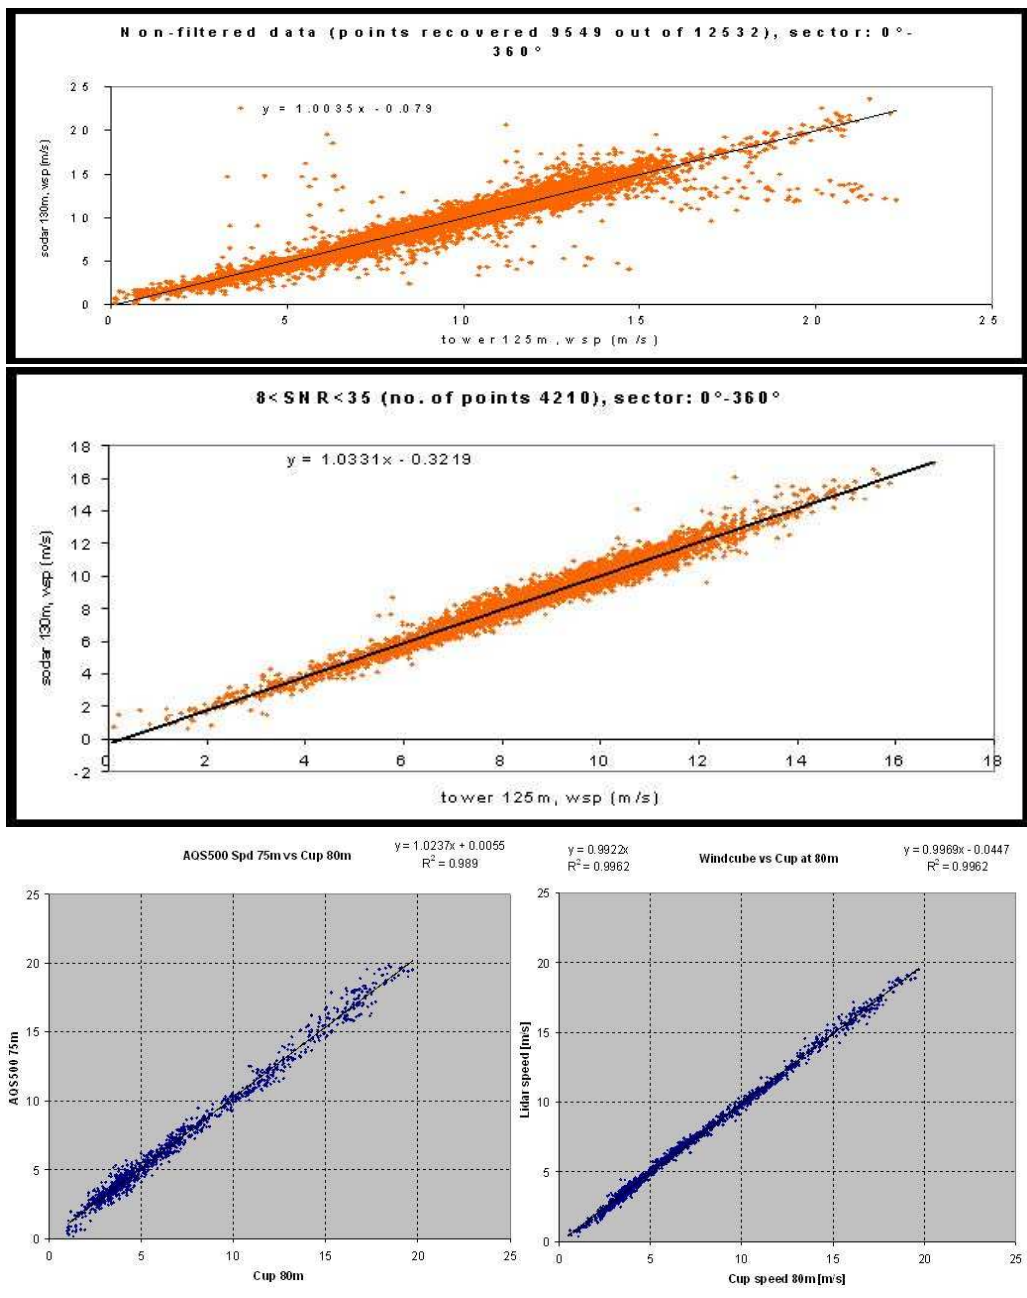 Non-filtered data (points recovered 9549 out of 12532), sector: 0°-
360°
y = 1.0035x - 0.079
25
20
15
10
5
0
sodar 130m, wsp (m/s)
0 5 10 15 20 25
tower 125m, wsp (m/s)
8<SNR<35 (no. of points 4210), sector: 0°-360°
y = 1.0331x - 0.3219
18
16
14
12
10
8
6
4
2
0
-2
sodar 130m, wsp (m/s)
0 2 4 6 8 10 12 14 16 18
tower 125m, wsp (m/s)
AQS500 Spd 75m vs Cup 80m
y = 1.0237x + 0.0055
R² = 0.989
25
20
15
10
5
0
AQS500 75m
0 5 10 15 20 25
Cup 80m
y = 0.9922x
R² = 0.9962
Windcube vs Cup at 80m
y = 0.9969x - 0.0447
R² = 0.9962
25
20
15
10
5
0
Lidar speed [m/s]
0 5 10 15 20 25
Cup speed 80m [m/s]